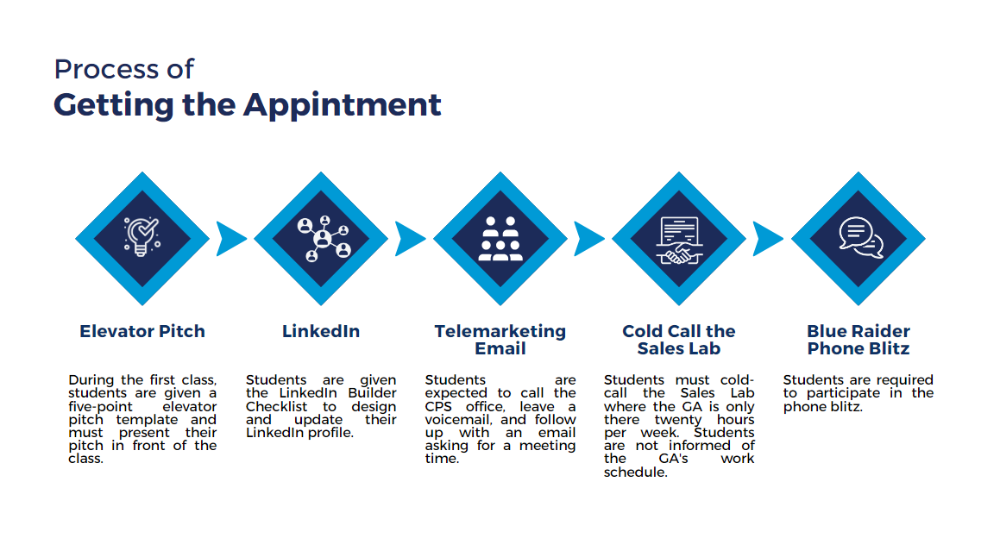 Process of
Getting the Appintment
Elevator Pitch
During the first class,
students are given a
five-point elevator
pitch template and
must present their
pitch in front of the
class.
LinkedIn
Students are given
the LinkedIn Builder
Checklist to design
and update their
LinkedIn profile.
Telemarketing
Email
Students are
expected to call the
CPS office, leave a
voicemail, and follow
up with an email
asking for a meeting
time.
Cold Call the
Sales Lab
Students must cold-
call the Sales Lab
where the GA is only
there twenty hours
per week. Students
are not informed of
the GA's work
schedule.
Blue Raider
Phone Blitz
Students are required
to participate in the
phone blitz.